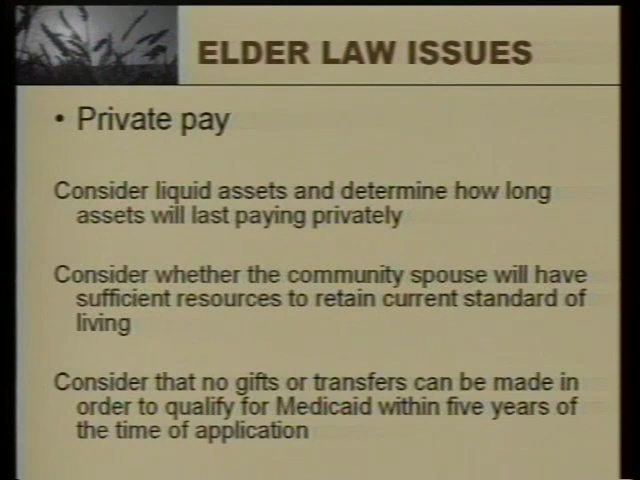 ELDER LAW ISSUES
• Private pay
Consider liquid assets and determine how long
assets will last paying privately
Consider whether the community spouse will have
sufficient resources to retain current standard of
living
Consider that no gifts or transfers can be made in
order to qualify for Medicaid within five years of
the time of application